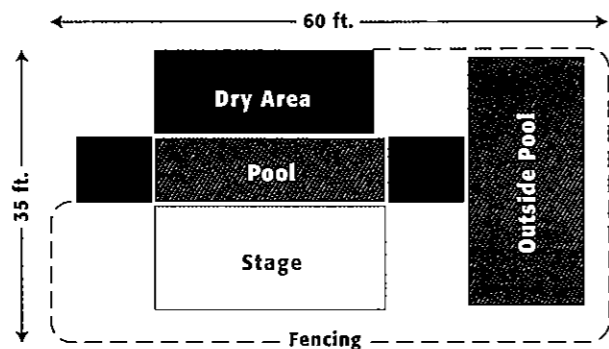 60 ft.
35 ft.
Dry Area
Pool
Outside Pool
Stage
Fencing